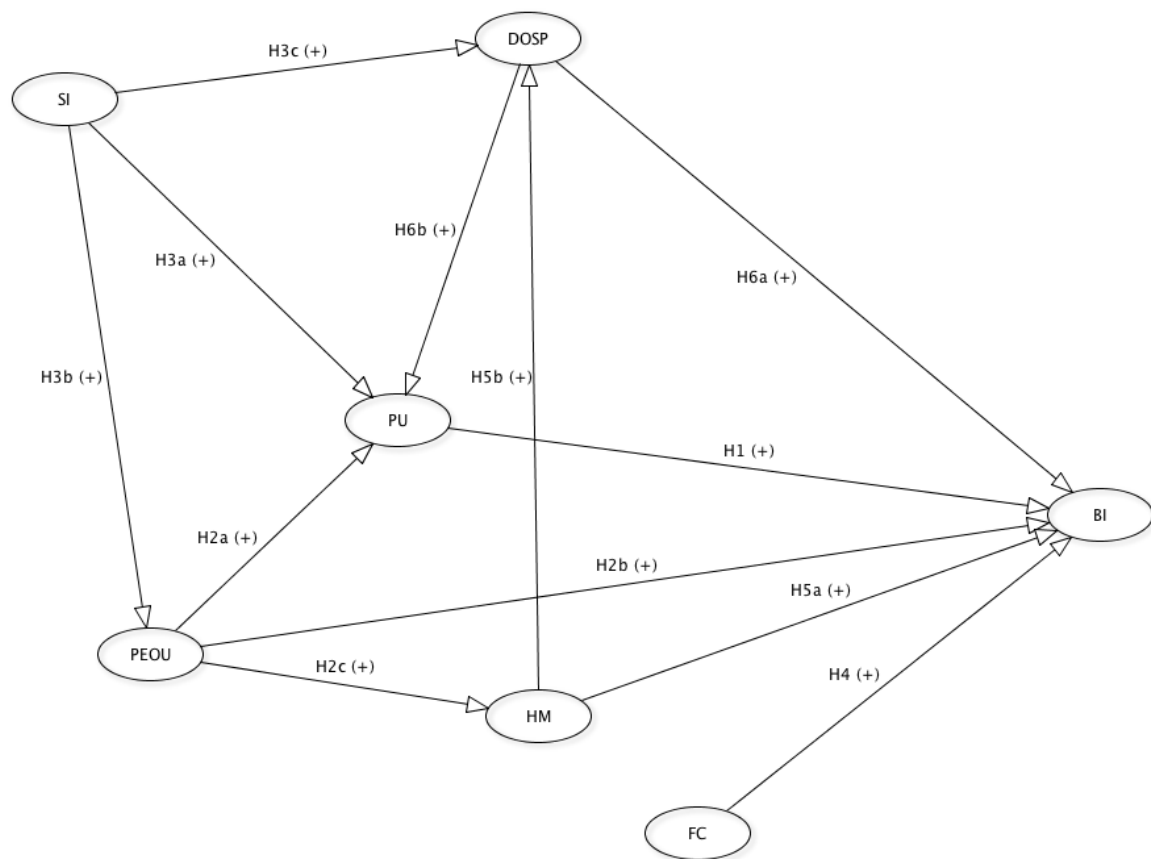 DOSP
H3c (+)
SI
H6b (+)
H3a (+)
H6a (+)
H3b (+)
H5b (+)
PU
H1 (+)
BI
H2a (+)
H2b (+)
H5a (+)
PEOU
H2c (+)
H4 (+)
HM
FC